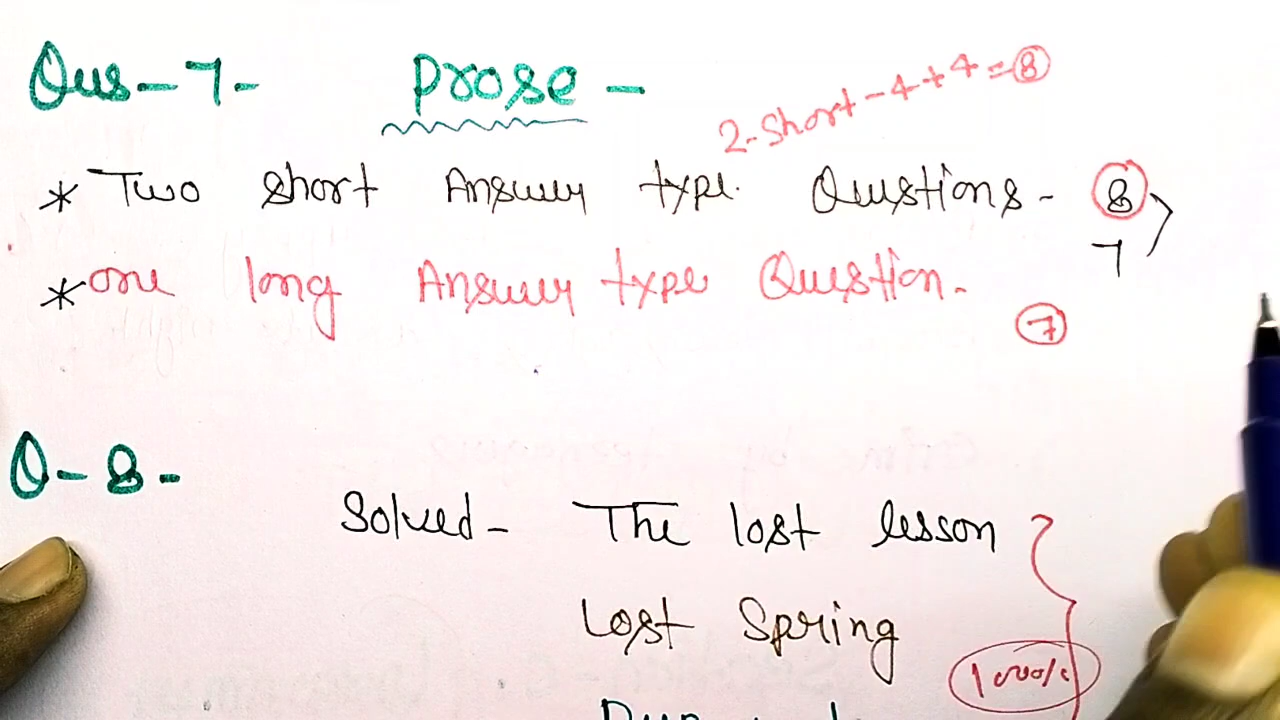 Ques-7- Prose-
2-Short-4+4=8
* Two short Answer type Questions- 8
7
* one long Answer type Question.
7
Q-8-
Solved- The lost lesson
Lost Spring